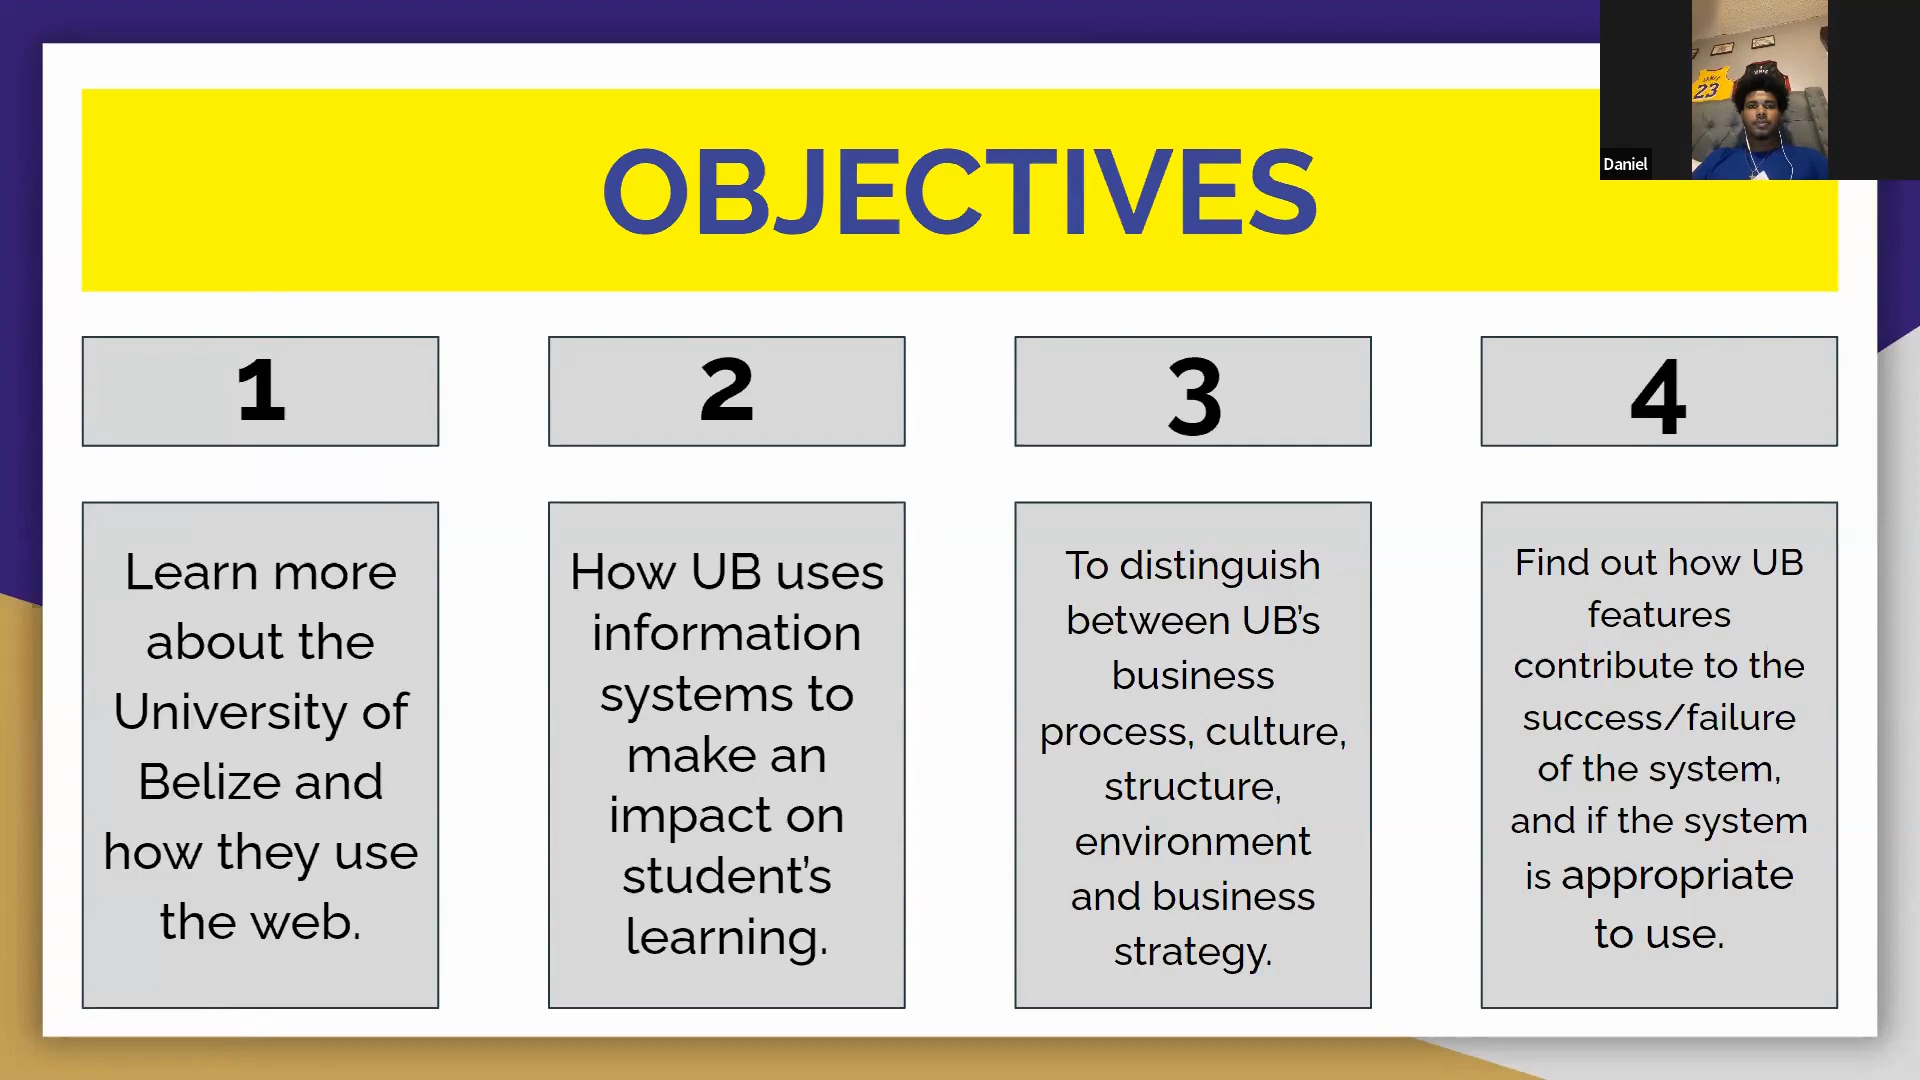 OBJECTIVES
Daniel
23
1
Learn more
about the
University of
Belize and
how they use
the web.
2
How UB uses
information
systems to
make an
impact on
student’s
learning.
3
To distinguish
between UB’s
business
process, culture,
structure,
environment
and business
strategy.
4
Find out how UB
features
contribute to the
success/failure
of the system,
and if the system
is appropriate
to use.